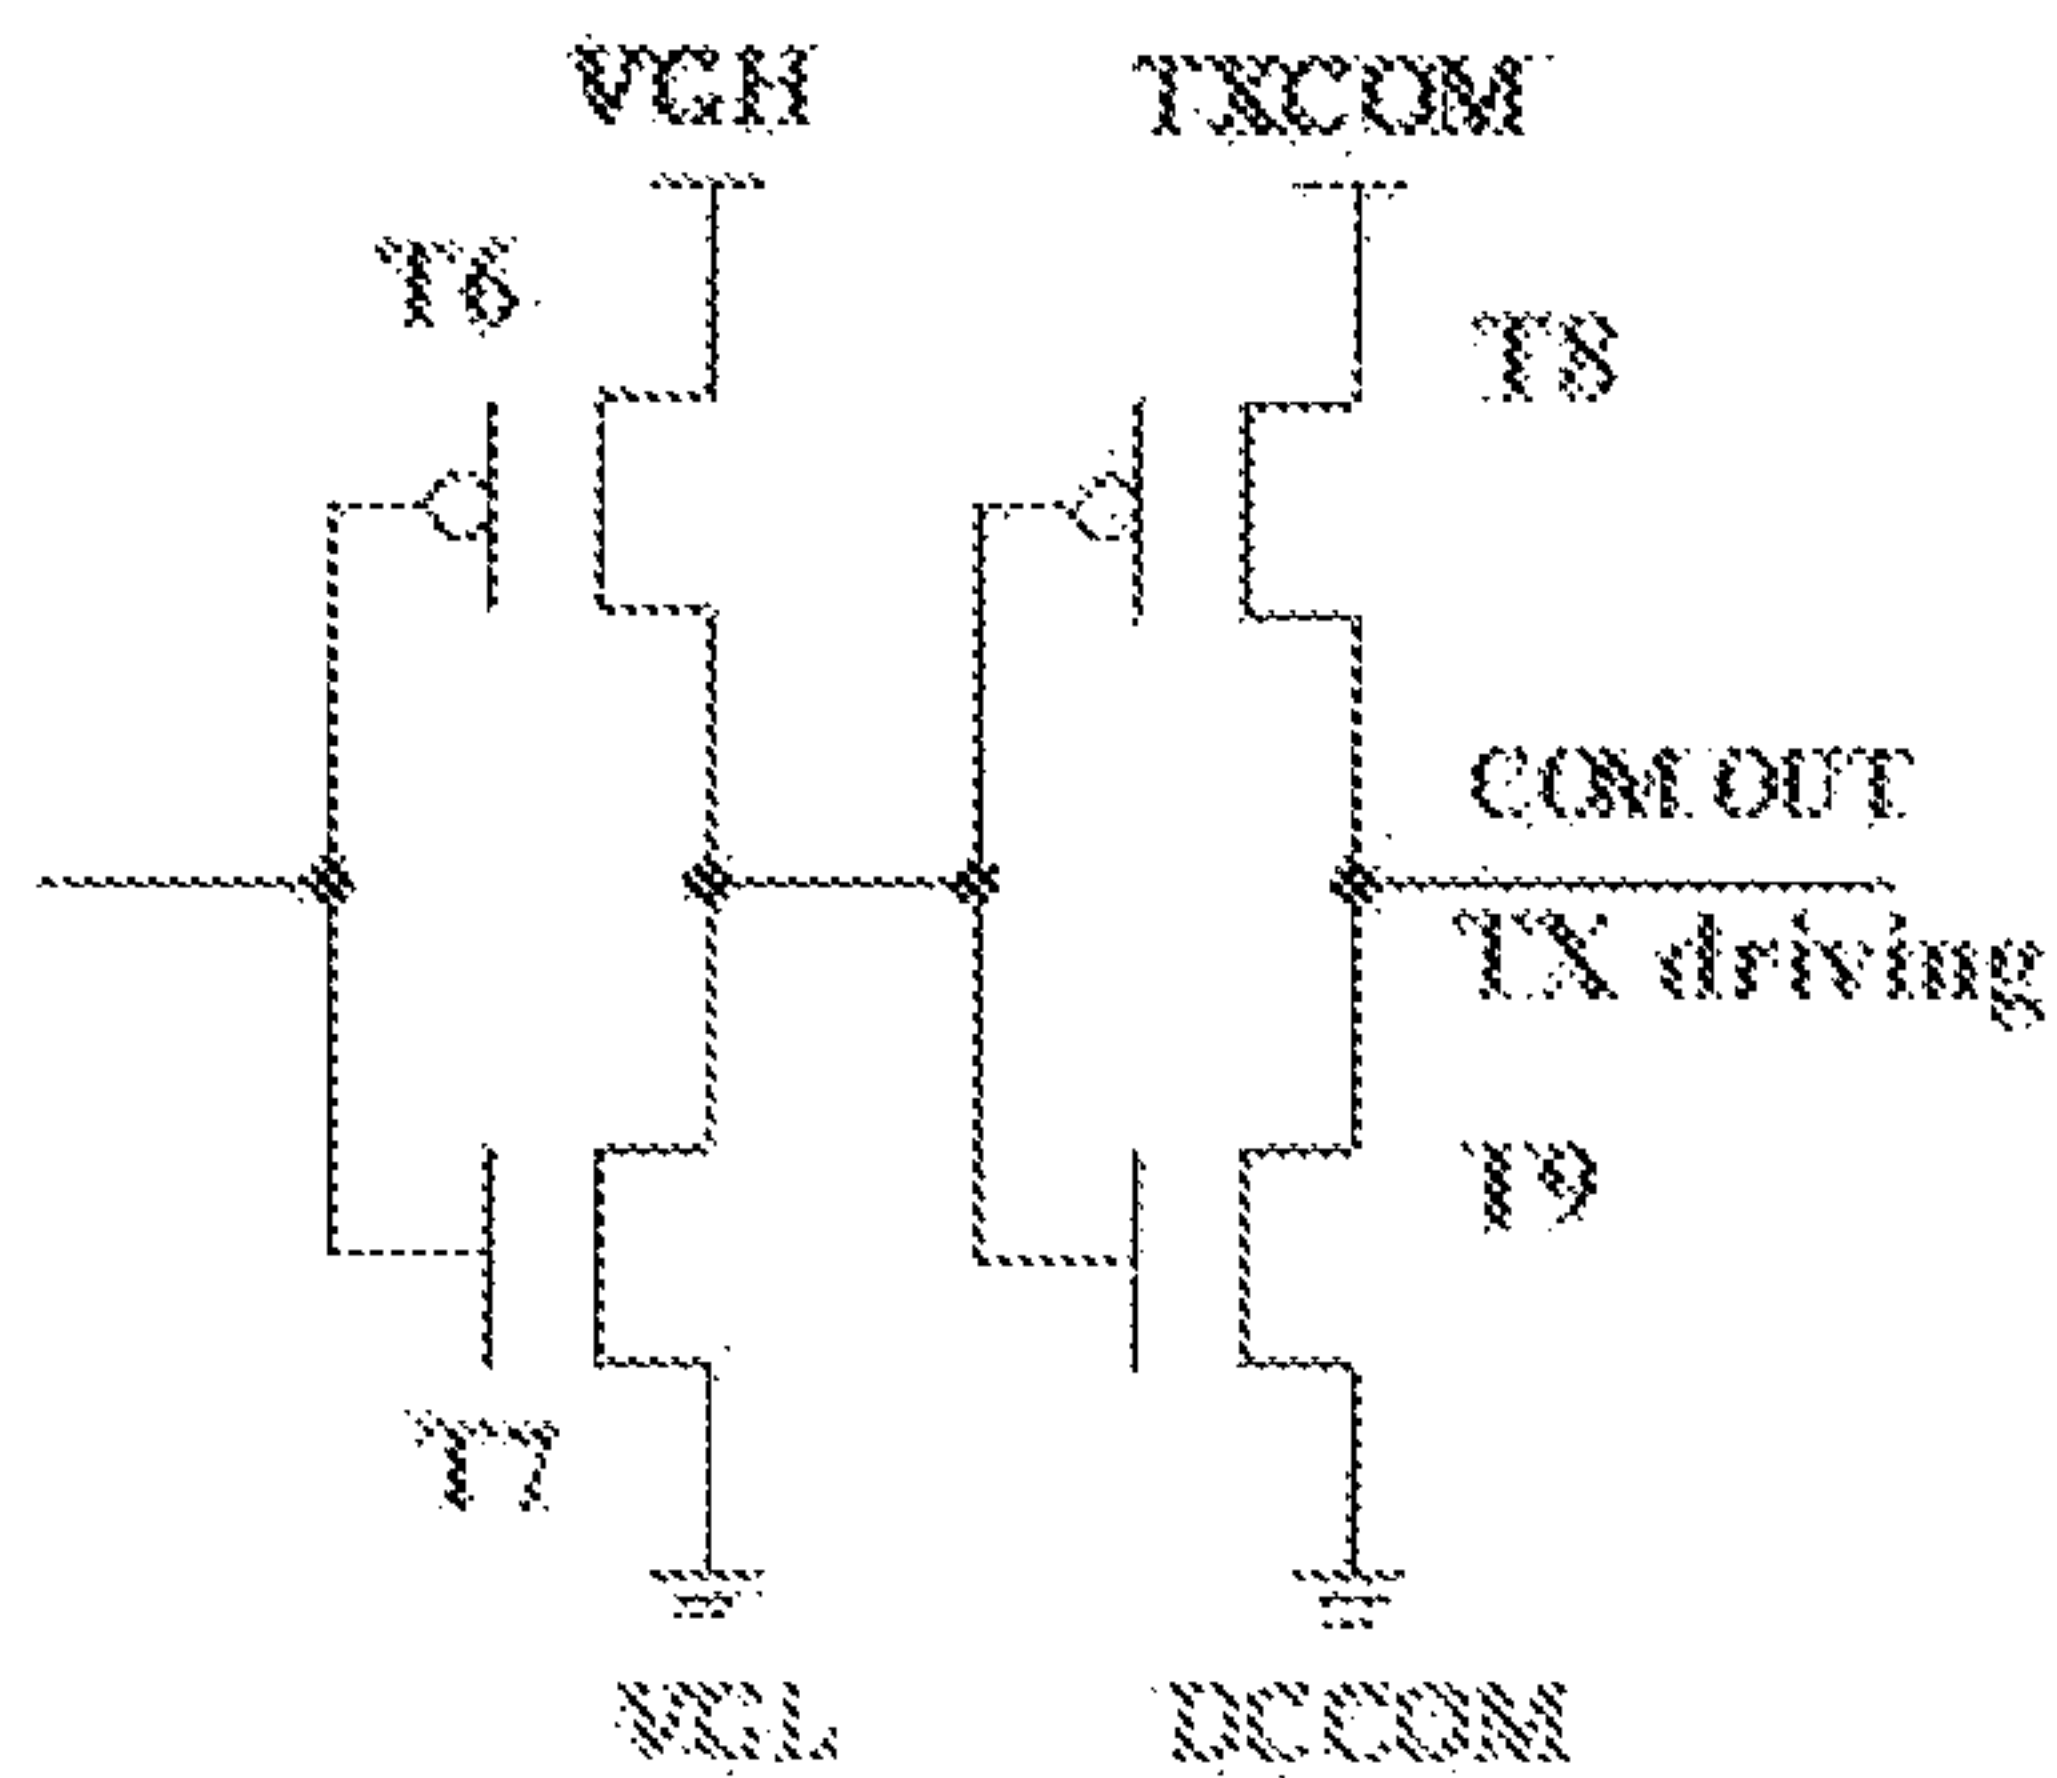 VGH
TXCOM
T6
T8
COM OUT
TX driving
T9
T7
VGL
DCCOM